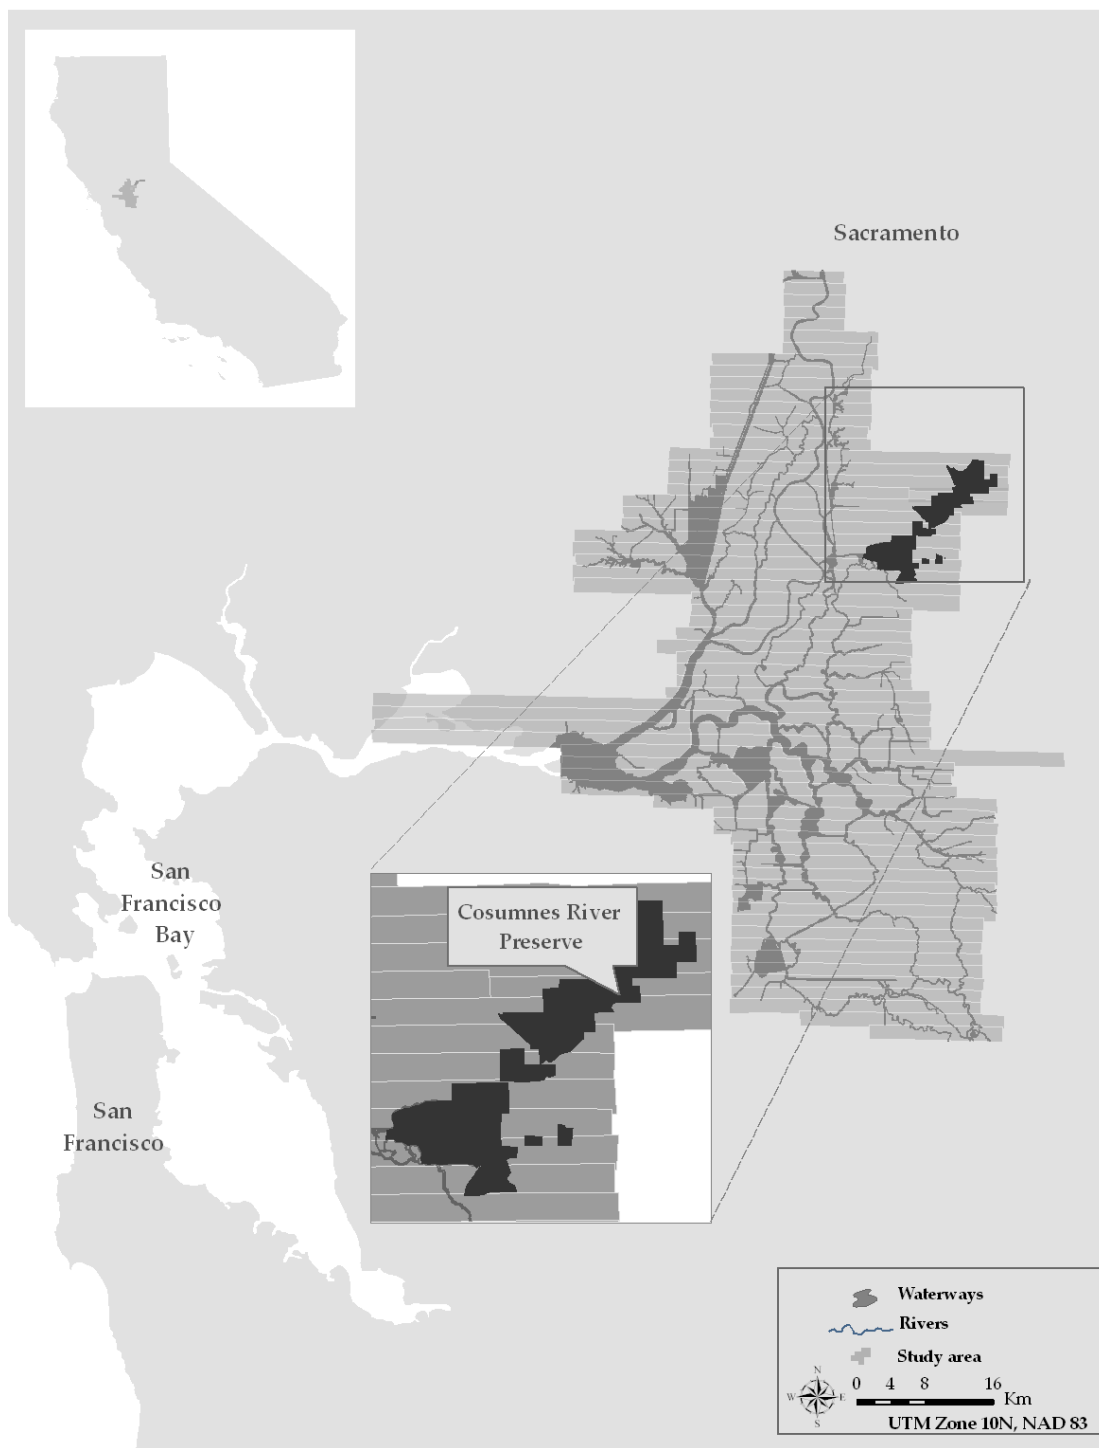 Sacramento
San
Francisco
Bay
Cosumnes River
Preserve
San
Francisco
Waterways
Rivers
Study area
N
W E
S
0 4 8 16
Km
UTM Zone 10N, NAD 83